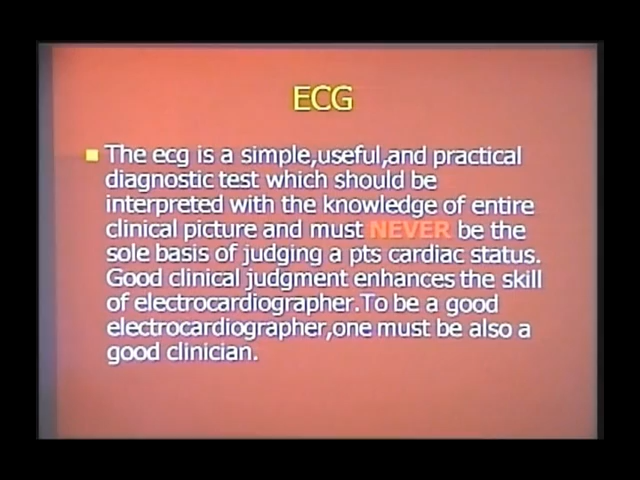 ECG
The ecg is a simple,useful,and practical
diagnostic test which should be
interpreted with the knowledge of entire
clinical picture and must NEVER be the
sole basis of judging a pts cardiac status.
Good clinical judgment enhances the skill
of electrocardiographer.To be a good
electrocardiographer,one must be also a
good clinician.